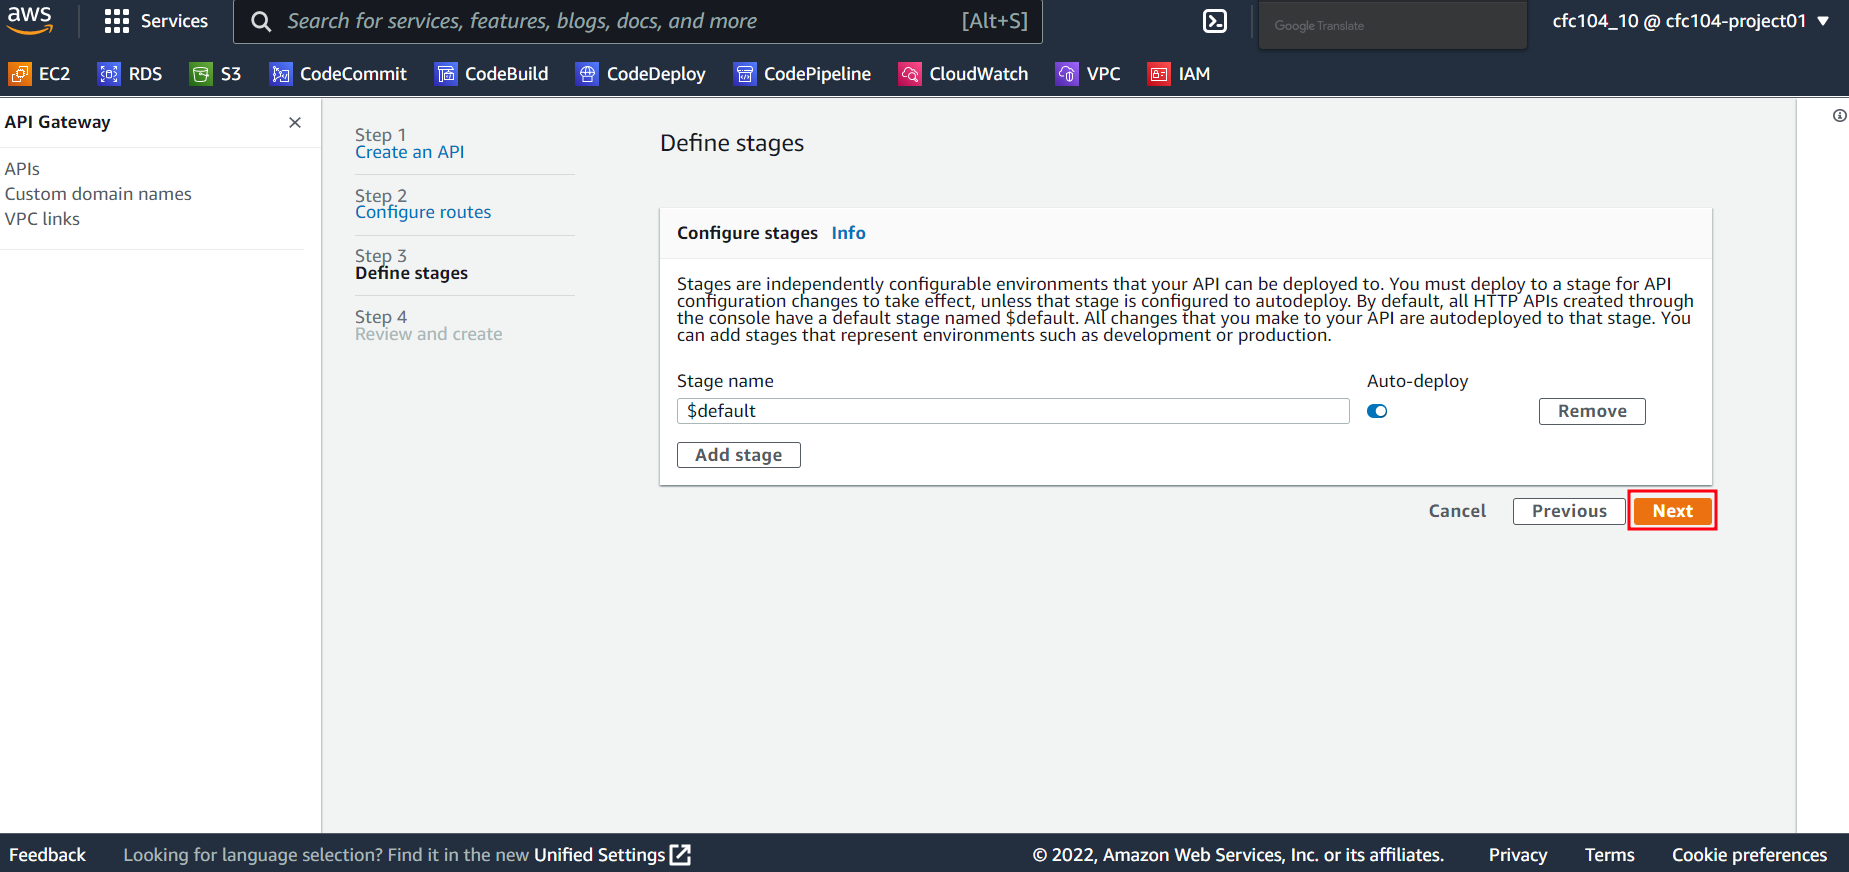 aws
Services
Search for services, features, blogs, docs, and more
[Alt+S]
Google Translate
cfc104_10 @ cfc104-project01
EC2
RDS
S3
CodeCommit
CodeBuild
CodeDeploy
CodePipeline
CloudWatch
VPC
IAM
API Gateway
APIs
Custom domain names
VPC links
Step 1
Create an API
Step 2
Configure routes
Step 3
Define stages
Step 4
Review and create
Define stages
Configure stages Info
Stages are independently configurable environments that your API can be deployed to. You must deploy to a stage for API
configuration changes to take effect, unless that stage is configured to autodeploy. By default, all HTTP APIs created through
the console have a default stage named $default. All changes that you make to your API are autodeployed to that stage. You
can add stages that represent environments such as development or production.
Stage name
Auto-deploy
$default
Remove
Add stage
Cancel
Previous
Next
Feedback
Looking for language selection? Find it in the new Unified Settings
© 2022, Amazon Web Services, Inc. or its affiliates.
Privacy
Terms
Cookie preferences